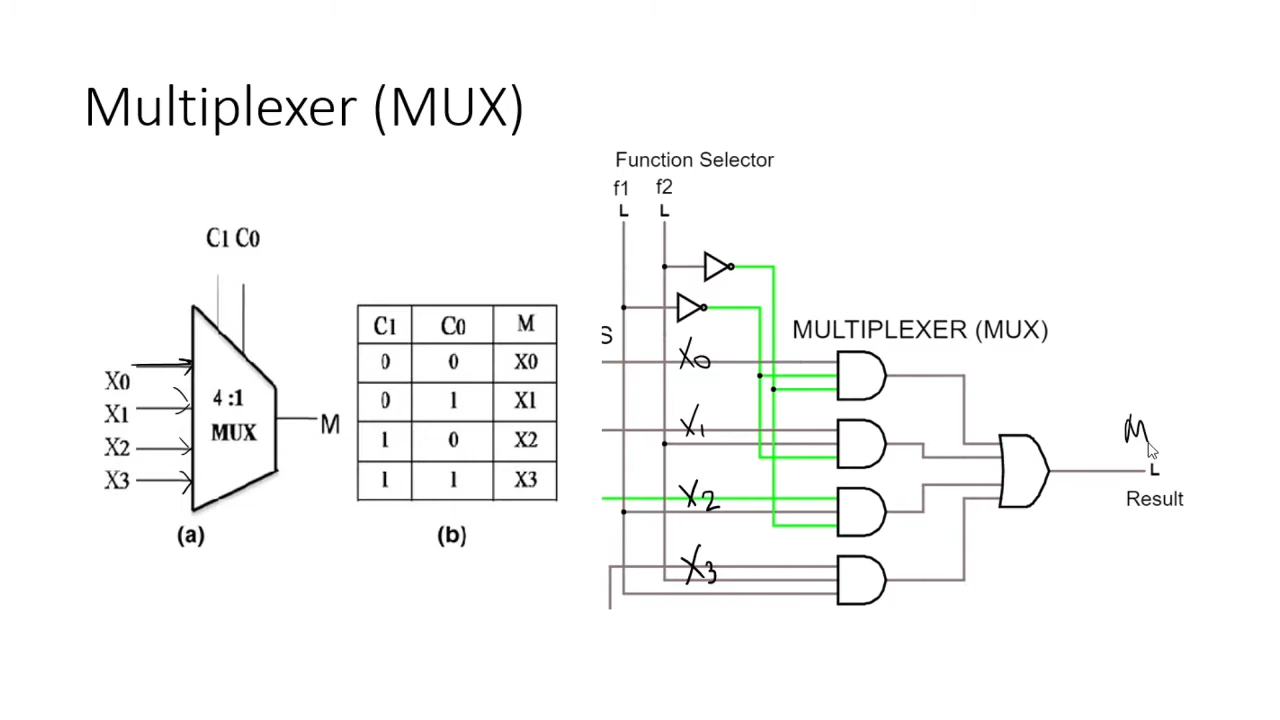 Multiplexer (MUX)
C1 C0
X0
X1
X2
X3
4 :1
MUX
M
(a)
C1 C0 M
0 0 X0
0 1 X1
1 0 X2
1 1 X3
(b)
Function Selector
f1 f2
L L
S
MULTIPLEXER (MUX)
X0
X1
X2
X3
M
L
Result